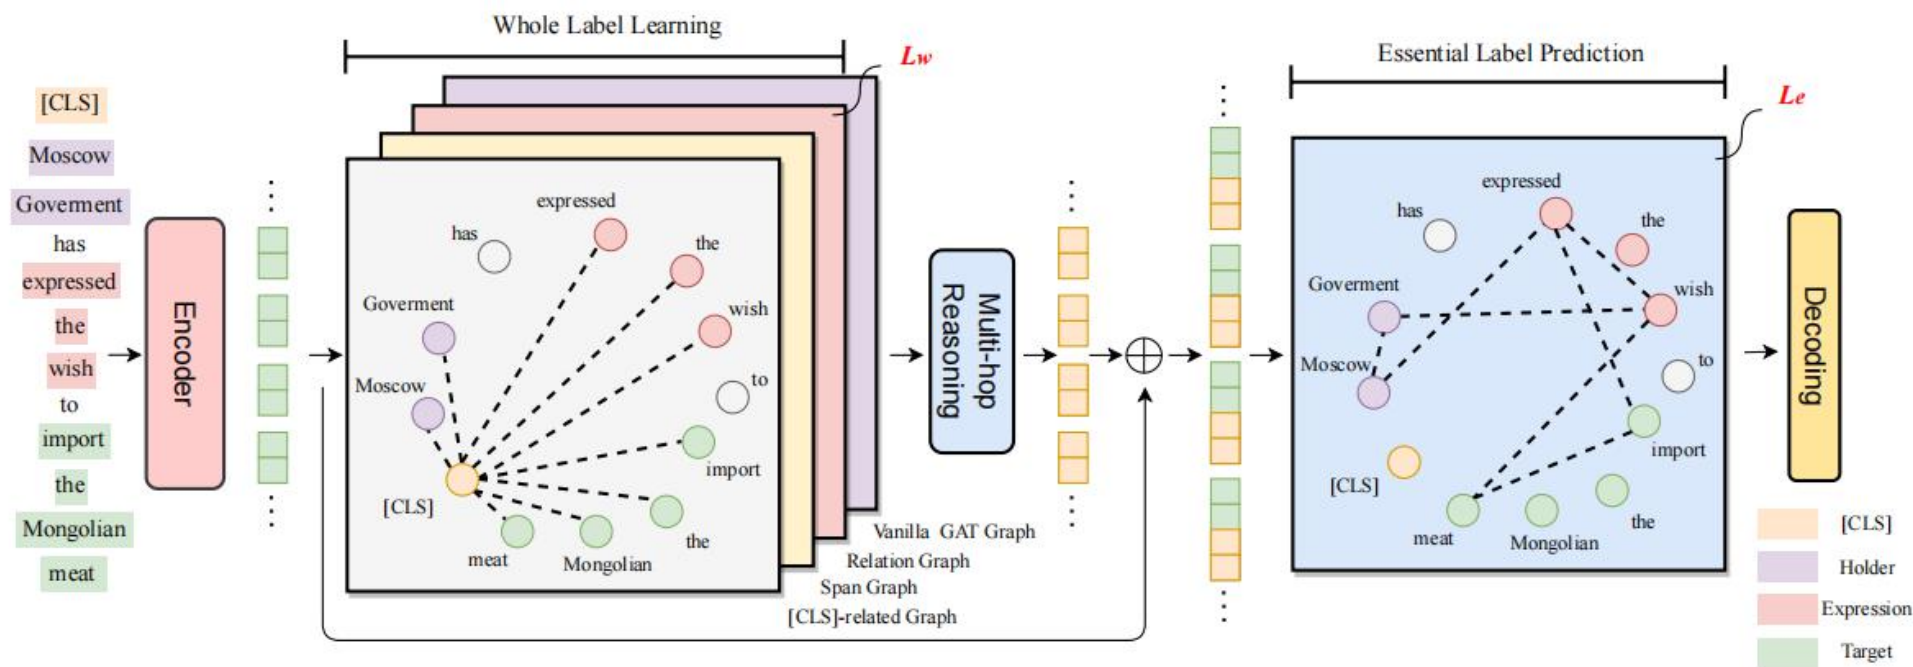 Whole Label Learning
Lw
Essential Label Prediction
Le
[CLS]
Moscow
Goverment
has
expressed
the
wish
to
import
the
Mongolian
meat
Encoder
expressed
has
the
Goverment
wish
Moscow
to
import
[CLS]
the
meat
Mongolian
Vanilla GAT Graph
Relation Graph
Span Graph
[CLS]-related Graph
Multi-hop
Reasoning
expressed
has
the
Goverment
wish
Moscow
to
import
[CLS]
the
meat
Mongolian
Decoding
[CLS]
Holder
Expression
Target